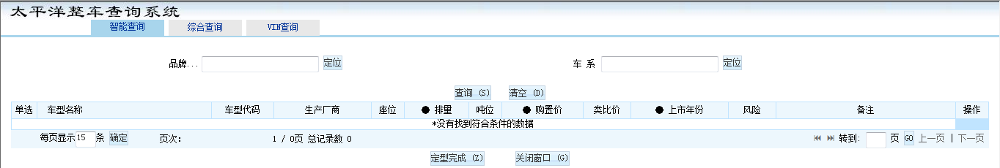 太平洋整车查询系统
智能查询 综合查询 VIN查询
品牌... 定位 车 系 定位
查询 (S) 清空 (D)
单选 车型名称 车型代码 生产厂商 座位 ● 排量 吨位 ● 购置价 类比价 ● 上市年份 风险 备注 操作
*没有找到符合条件的数据
每页显示15条 确定 页次: 1 / 0页 总记录数 0 转到: 页 GO 上一页 | 下一页
定型完成 (Z) 关闭窗口 (G)